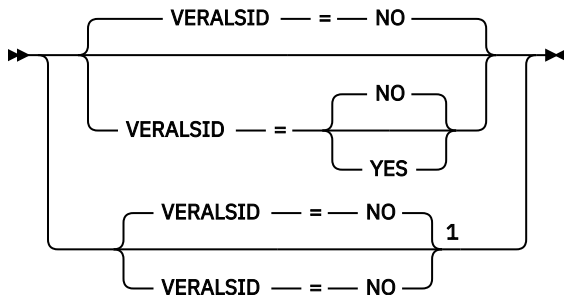 VERALSID = NO
NO
VERALSID =
YES
VERALSID = NO
1
VERALSID = NO